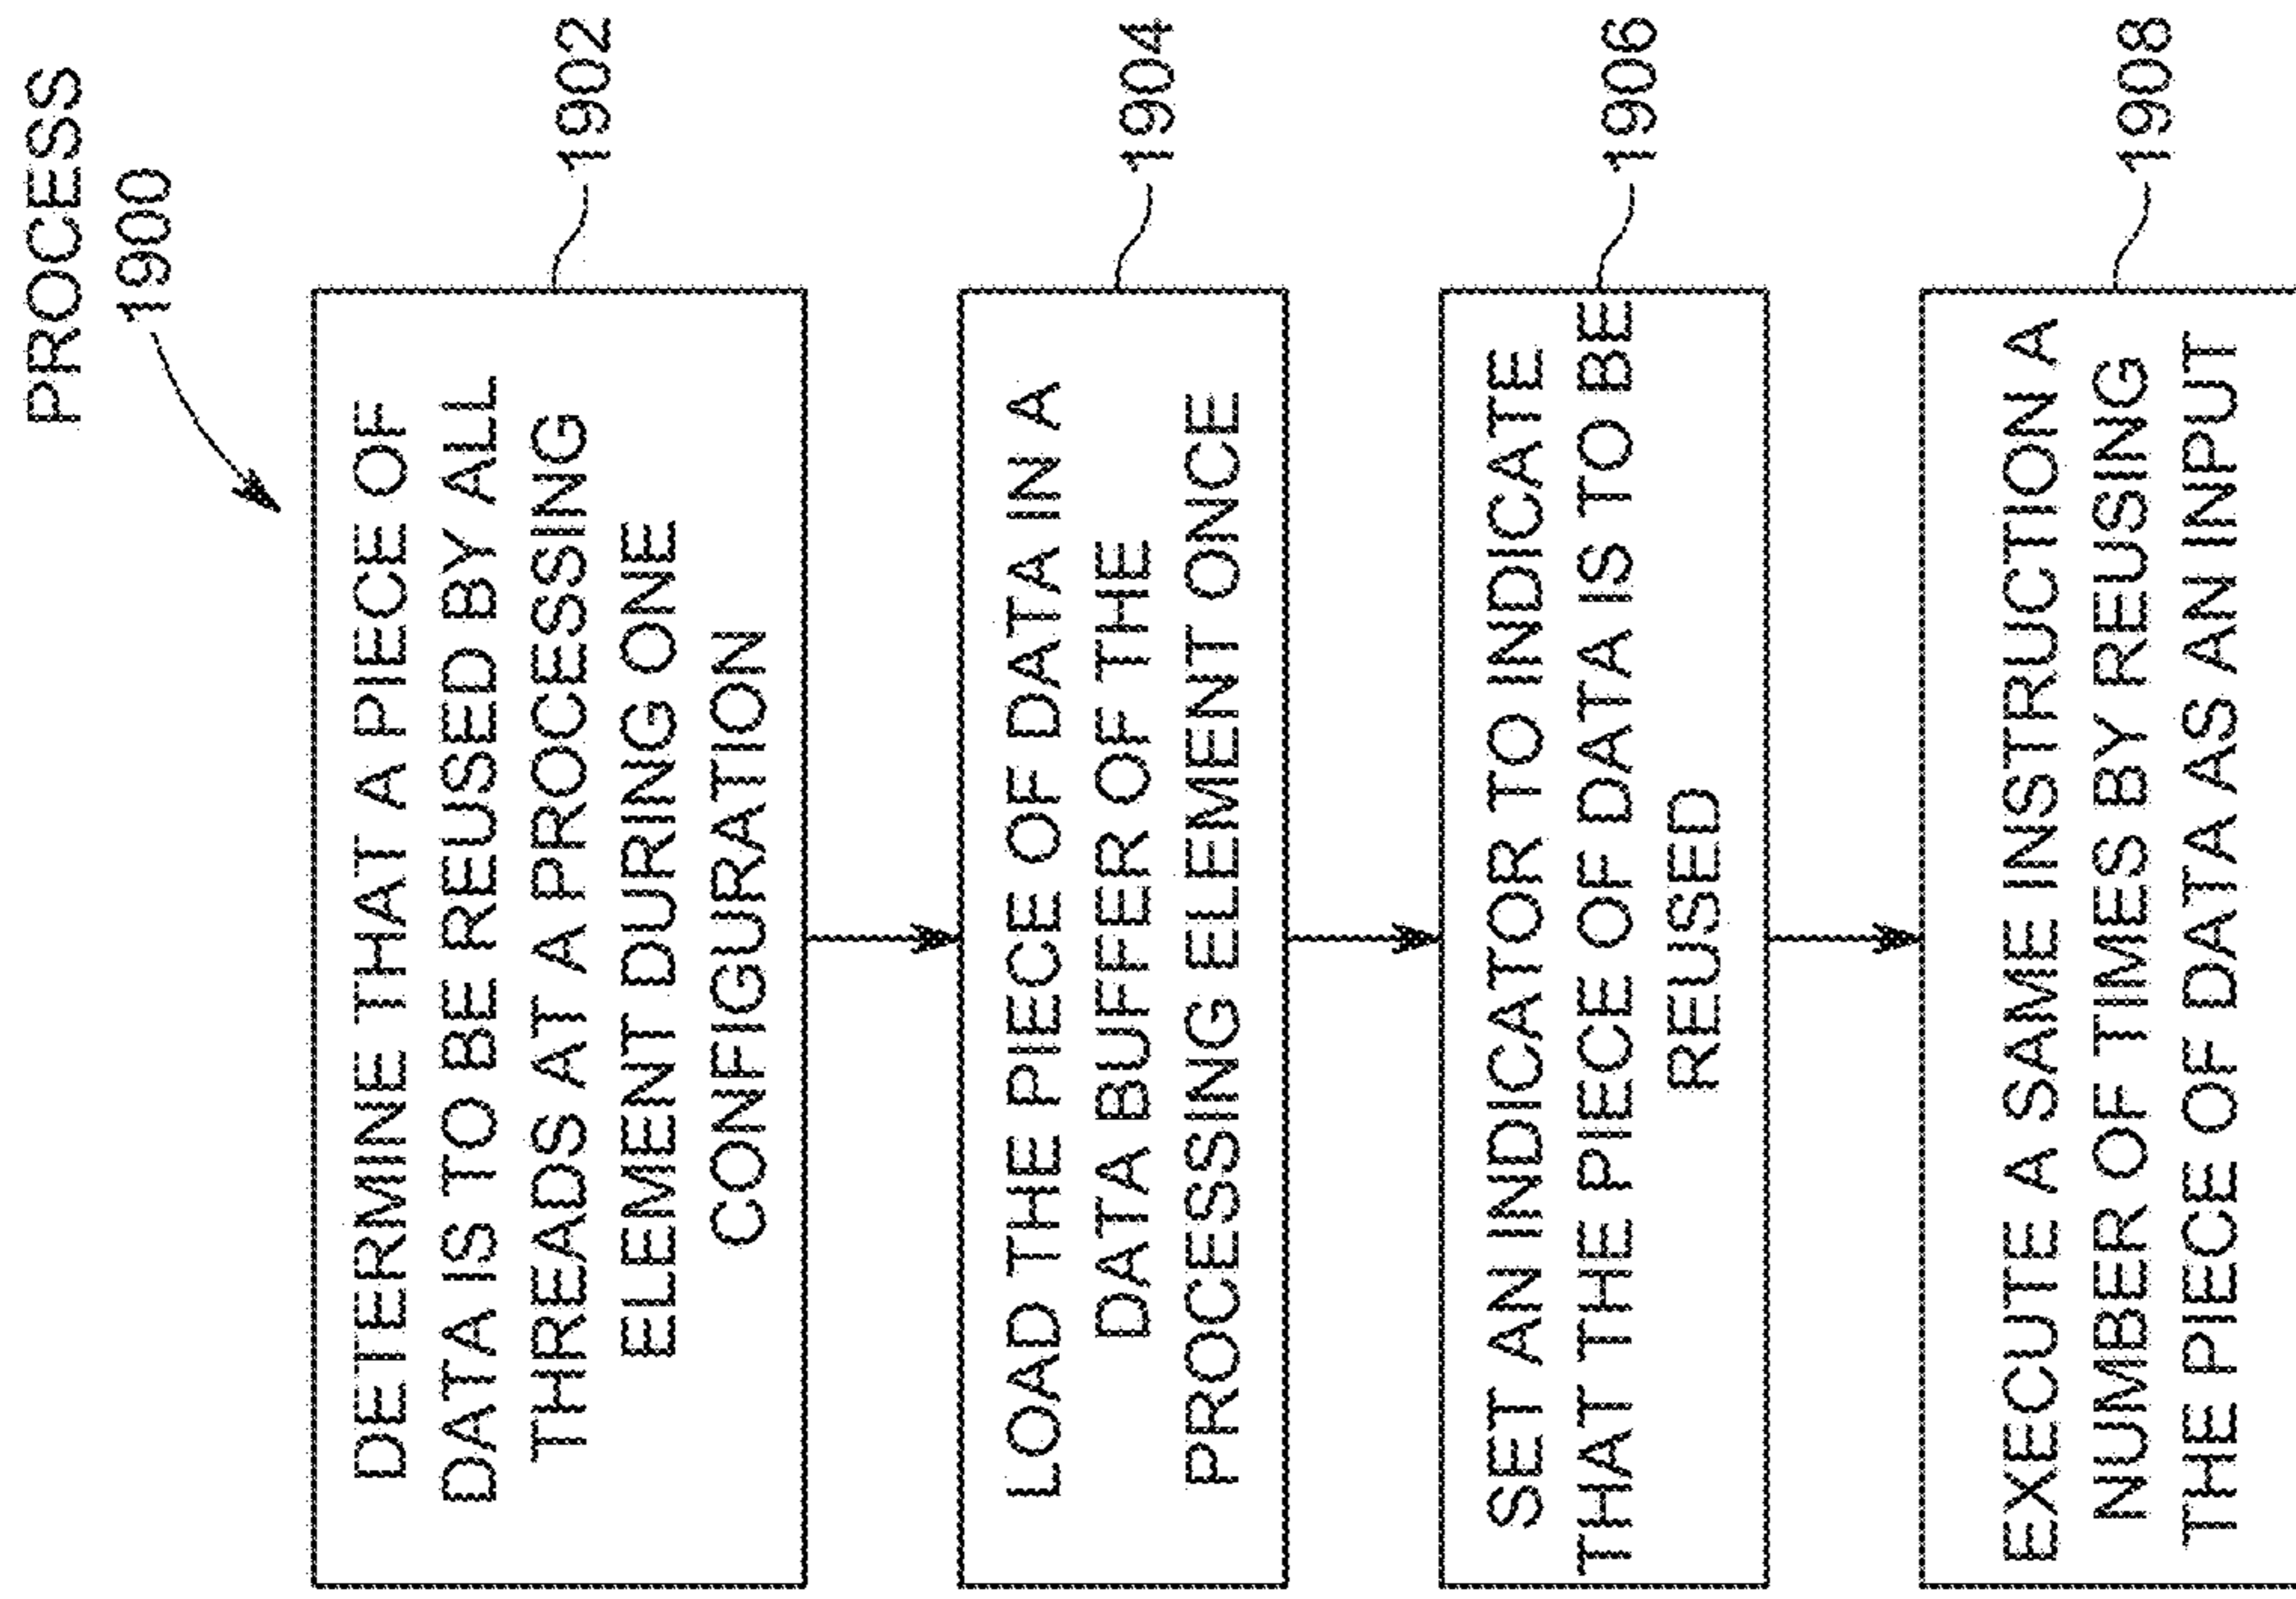 PROCESS
1900
DETERMINE THAT A PIECE OF
DATA IS TO BE REUSED BY ALL
THREADS AT A PROCESSING
ELEMENT DURING ONE
CONFIGURATION
1902
LOAD THE PIECE OF DATA IN A
DATA BUFFER OF THE
PROCESSING ELEMENT ONCE
1904
SET AN INDICATOR TO INDICATE
THAT THE PIECE OF DATA IS TO BE
REUSED
1906
EXECUTE A SAME INSTRUCTION A
NUMBER OF TIMES BY REUSING
THE PIECE OF DATA AS AN INPUT
1908